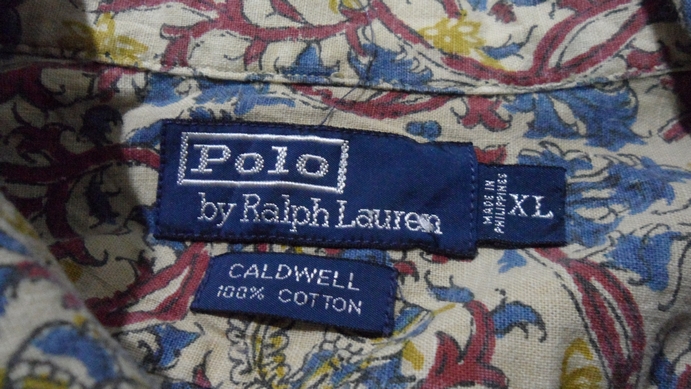 Polo
by Ralph Lauren
MADE IN
PHILIPPINES
XL
CALDWELL
100% COTTON